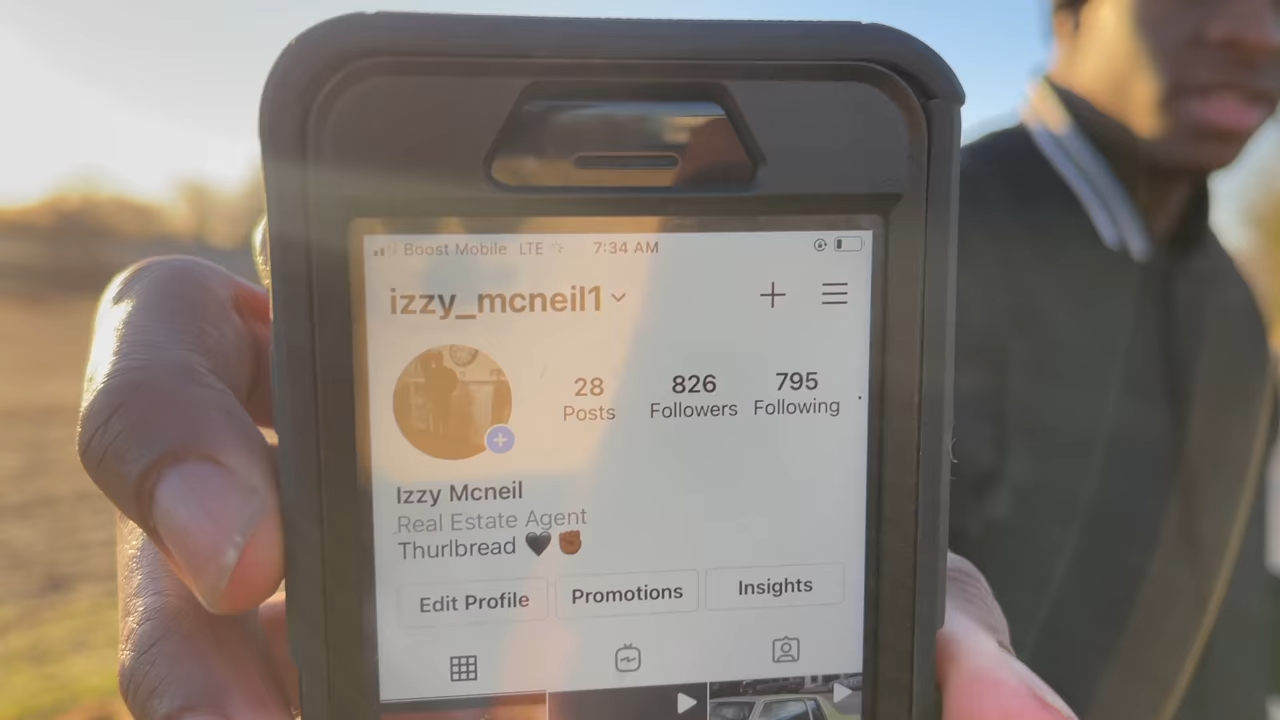 Boost Mobile LTE 7:34 AM
izzy_mcneil1
28 826 795
Posts Followers Following
Izzy Mcneil
Real Estate Agent
Thurlbread 🖤 ✊🏾
Edit Profile Promotions Insights